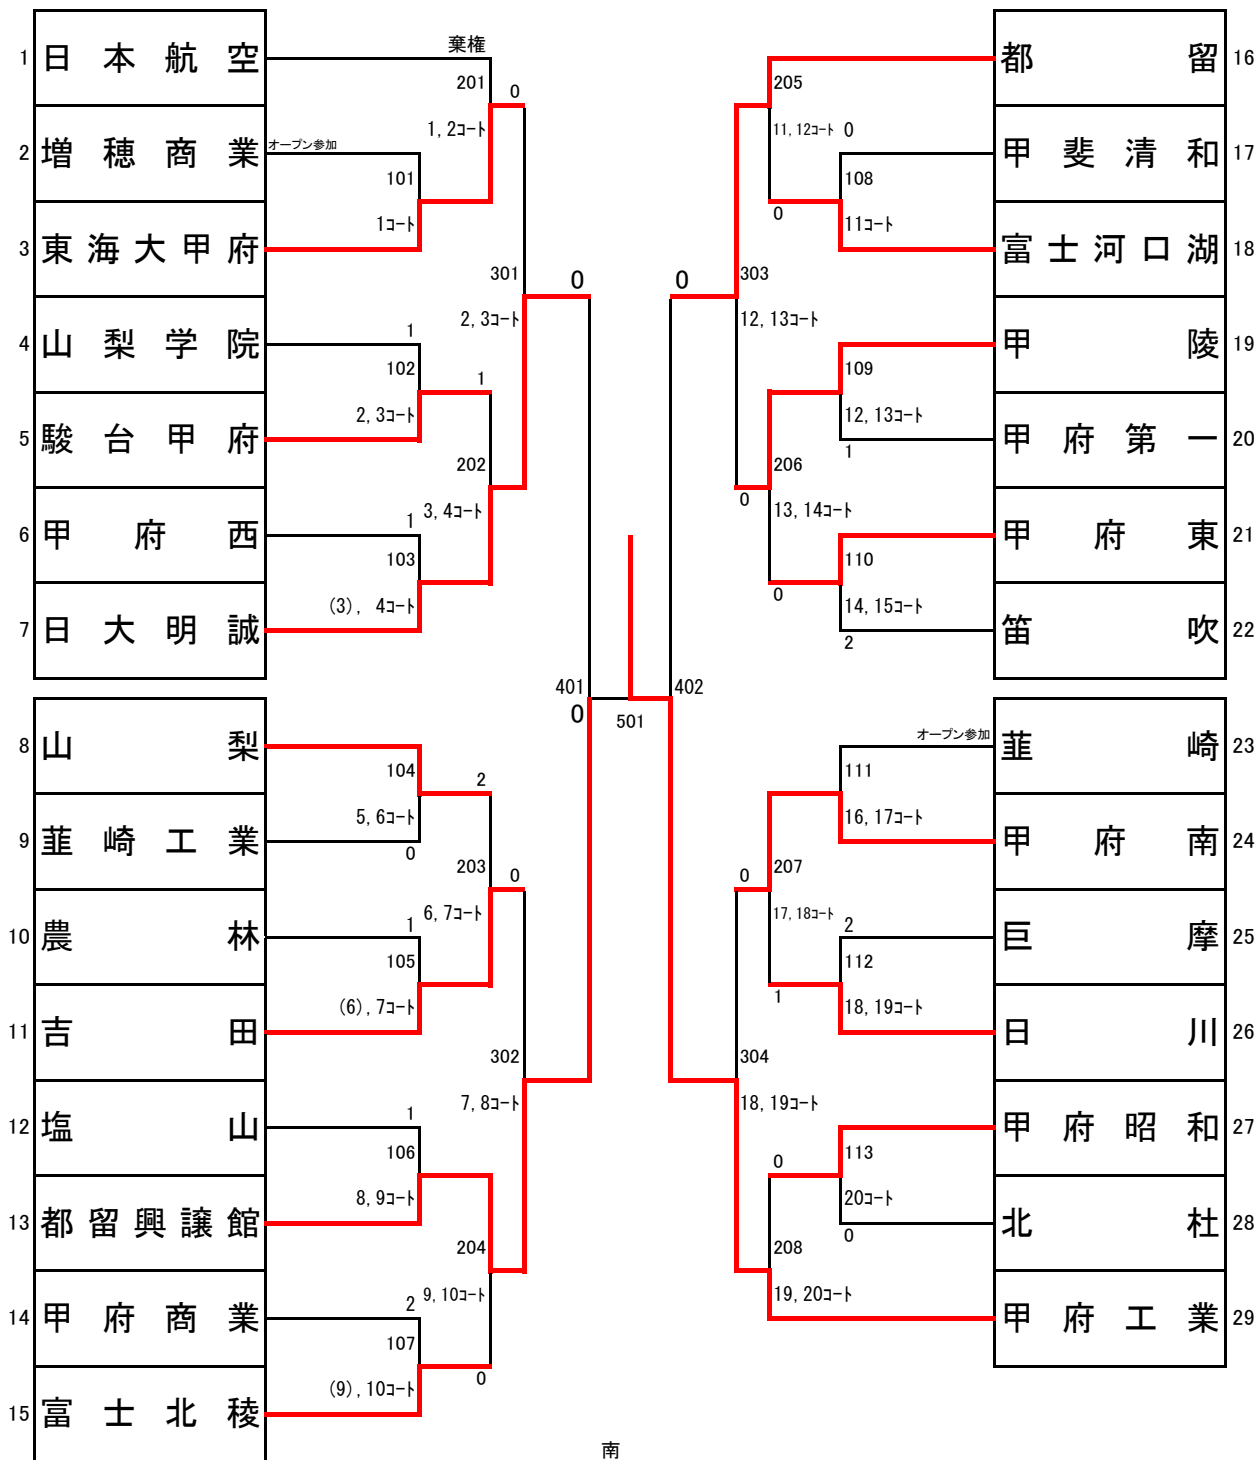 1 日本航空
棄権
201
0
1,2コート
2 増穂商業
オープン参加
101
1コート
3 東海大甲府
301
0
2,3コート
4 山梨学院
1
102
1
2,3コート
5 駿台甲府
202
3,4コート
6 甲府西
1
103
(3), 4コート
7 日大明誠
401
0
501
8 山梨
104
2
5,6コート
9 韮崎工業
0
203
0
6,7コート
10 農林
1
105
(6),7コート
11 吉田
302
7,8コート
12 塩山
1
106
8,9コート
13 都留興譲館
204
9,10コート
14 甲府商業
2
107
(9),10コート
0
15 富士北稜
都留 16
205
11,12コート
0
甲斐清和 17
108
0
11コート
富士河口湖 18
0
303
12,13コート
甲陵 19
109
12,13コート
甲府第一 20
1
206
0
13,14コート
甲府東 21
110
0
14,15コート
笛吹 22
2
402
オープン参加
韮崎 23
111
16,17コート
甲府南 24
0
207
17,18コート
2
巨摩 25
112
1
18,19コート
日川 26
304
18,19コート
甲府昭和 27
0
113
20コート
北杜 28
0
208
19,20コート
甲府工業 29
南